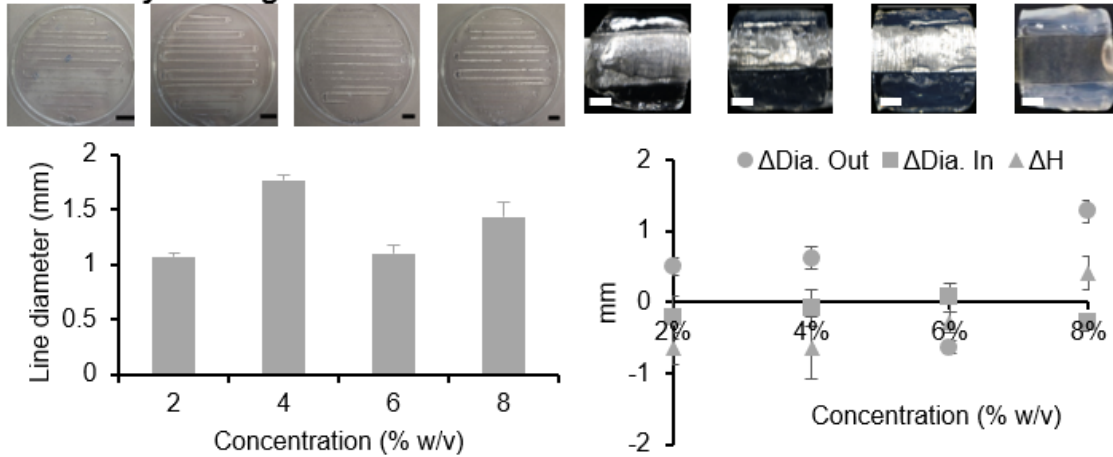 2
1.5
1
0.5
0
Line diameter (mm)
2 4 6 8
Concentration (% w/v)
ΔDia. Out ΔDia. In ΔH
2
1
0
-1
-2
mm
2% 4% 6% 8%
Concentration (% w/v)